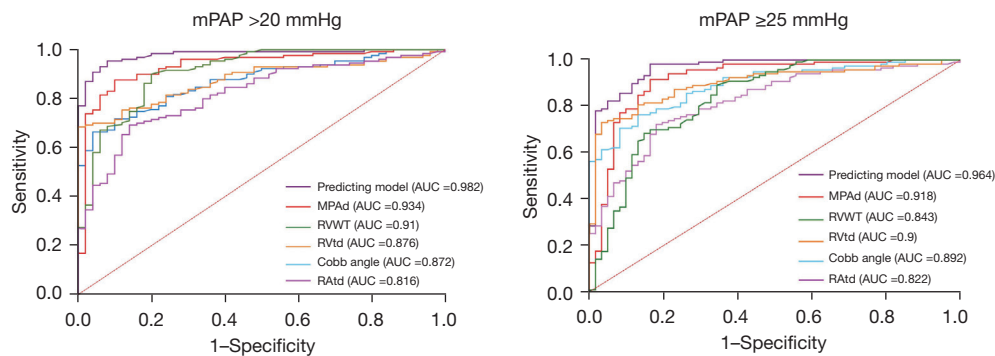 mPAP >20 mmHg
1.0
0.8
0.6
0.4
0.2
0.0
Sensitivity
Predicting model (AUC =0.982)
MPAd (AUC =0.934)
RVWT (AUC =0.91)
RVtd (AUC =0.876)
Cobb angle (AUC =0.872)
RAtd (AUC =0.816)
0.0 0.2 0.4 0.6 0.8 1.0
1–Specificity
mPAP ≥25 mmHg
1.0
0.8
0.6
0.4
0.2
0.0
Sensitivity
Predicting model (AUC =0.964)
MPAd (AUC =0.918)
RVWT (AUC =0.843)
RVtd (AUC =0.9)
Cobb angle (AUC =0.892)
RAtd (AUC =0.822)
0.0 0.2 0.4 0.6 0.8 1.0
1–Specificity